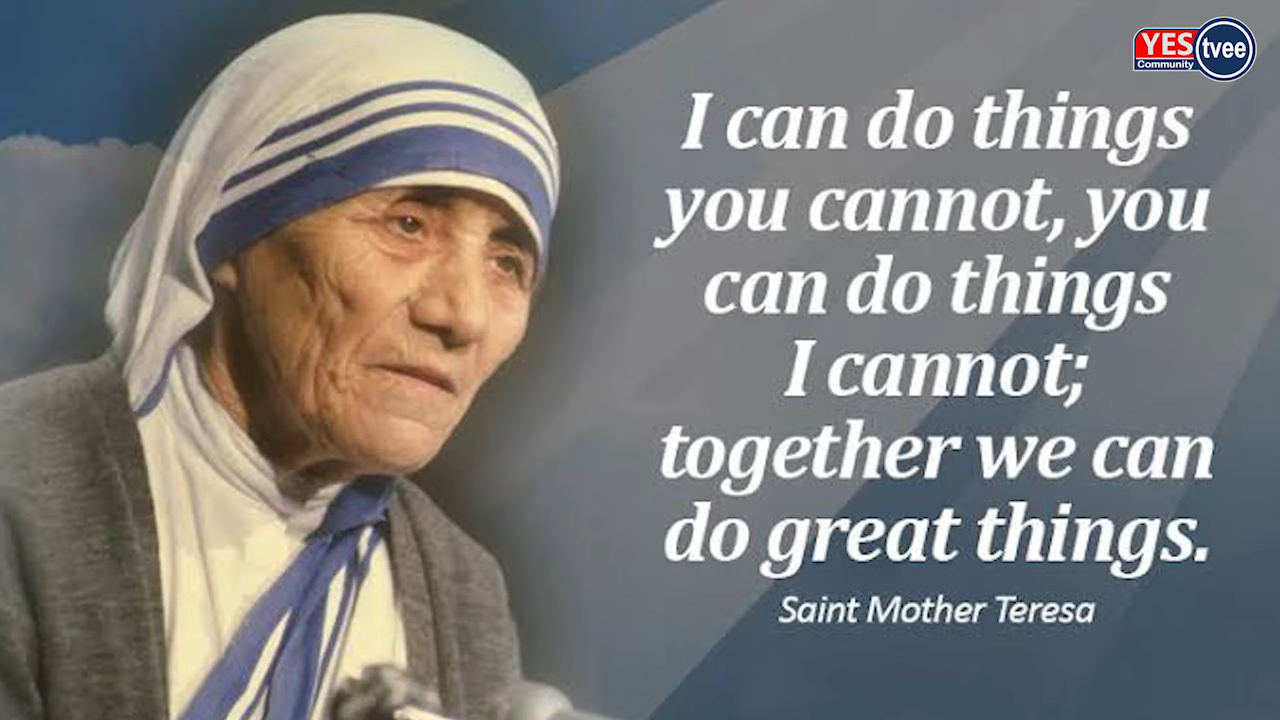 YES tvee
Community
I can do things
you cannot, you
can do things
I cannot;
together we can
do great things.
Saint Mother Teresa